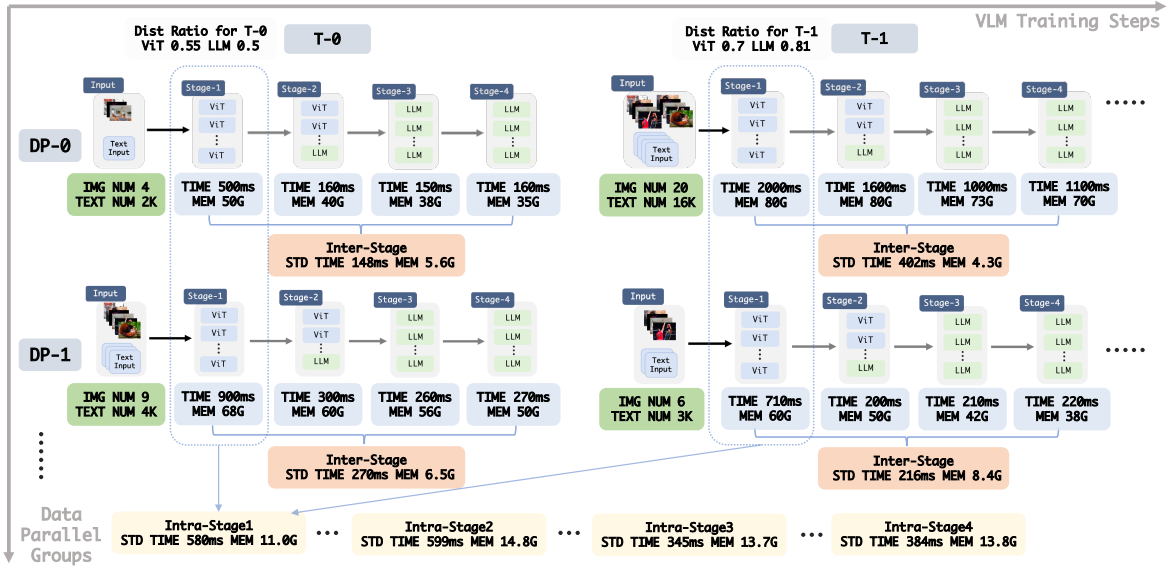 VLM Training Steps
Dist Ratio for T-0
ViT 0.55 LLM 0.5
T-0
Dist Ratio for T-1
ViT 0.7 LLM 0.81
T-1
DP-0
Input
Text
Input
IMG NUM 4
TEXT NUM 2K
Stage-1
ViT
ViT
ViT
TIME 500ms
MEM 50G
Stage-2
ViT
ViT
LLM
TIME 160ms
MEM 40G
Stage-3
LLM
LLM
LLM
TIME 150ms
MEM 38G
Stage-4
LLM
LLM
LLM
TIME 160ms
MEM 35G
Inter-Stage
STD TIME 148ms MEM 5.6G
Input
Text
Input
IMG NUM 20
TEXT NUM 16K
Stage-1
ViT
ViT
ViT
TIME 2000ms
MEM 80G
Stage-2
ViT
ViT
LLM
TIME 1600ms
MEM 80G
Stage-3
LLM
LLM
LLM
TIME 1000ms
MEM 73G
Stage-4
LLM
LLM
LLM
TIME 1100ms
MEM 70G
Inter-Stage
STD TIME 402ms MEM 4.3G
DP-1
Input
Text
Input
IMG NUM 9
TEXT NUM 4K
Stage-1
ViT
ViT
ViT
TIME 900ms
MEM 68G
Stage-2
ViT
ViT
LLM
TIME 300ms
MEM 60G
Stage-3
LLM
LLM
LLM
TIME 260ms
MEM 56G
Stage-4
LLM
LLM
LLM
TIME 270ms
MEM 50G
Inter-Stage
STD TIME 270ms MEM 6.5G
Input
Text
Input
IMG NUM 6
TEXT NUM 3K
Stage-1
ViT
ViT
ViT
TIME 710ms
MEM 60G
Stage-2
ViT
ViT
LLM
TIME 200ms
MEM 50G
Stage-3
LLM
LLM
LLM
TIME 210ms
MEM 42G
Stage-4
LLM
LLM
LLM
TIME 220ms
MEM 38G
Inter-Stage
STD TIME 216ms MEM 8.4G
Data
Parallel
Groups
Intra-Stage1
STD TIME 580ms MEM 11.0G
Intra-Stage2
STD TIME 599ms MEM 14.8G
Intra-Stage3
STD TIME 345ms MEM 13.7G
Intra-Stage4
STD TIME 384ms MEM 13.8G